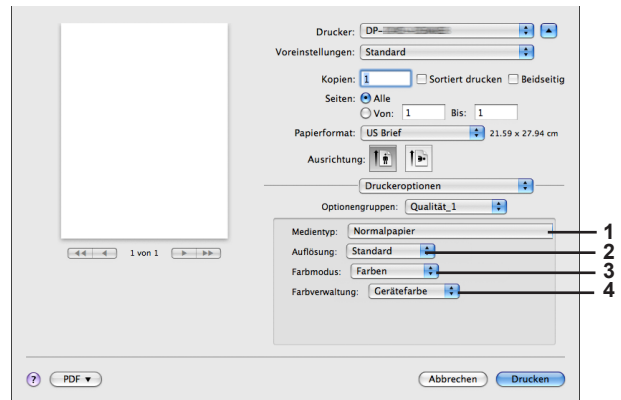 Drucker: DP-
Voreinstellungen: Standard
Kopien: 1 Sortiert drucken Beidseitig
Seiten: Alle
Von: 1 Bis: 1
Papierformat: US Brief 21.59 x 27.94 cm
Ausrichtung:
Druckeroptionen
Optionengruppen: Qualität_1
Medientyp: Normalpapier 1
1 von 1 Auflösung: Standard 2
Farbmodus: Farben 3
Farbverwaltung: Gerätefarbe 4
? PDF ▼ Abbrechen Drucken